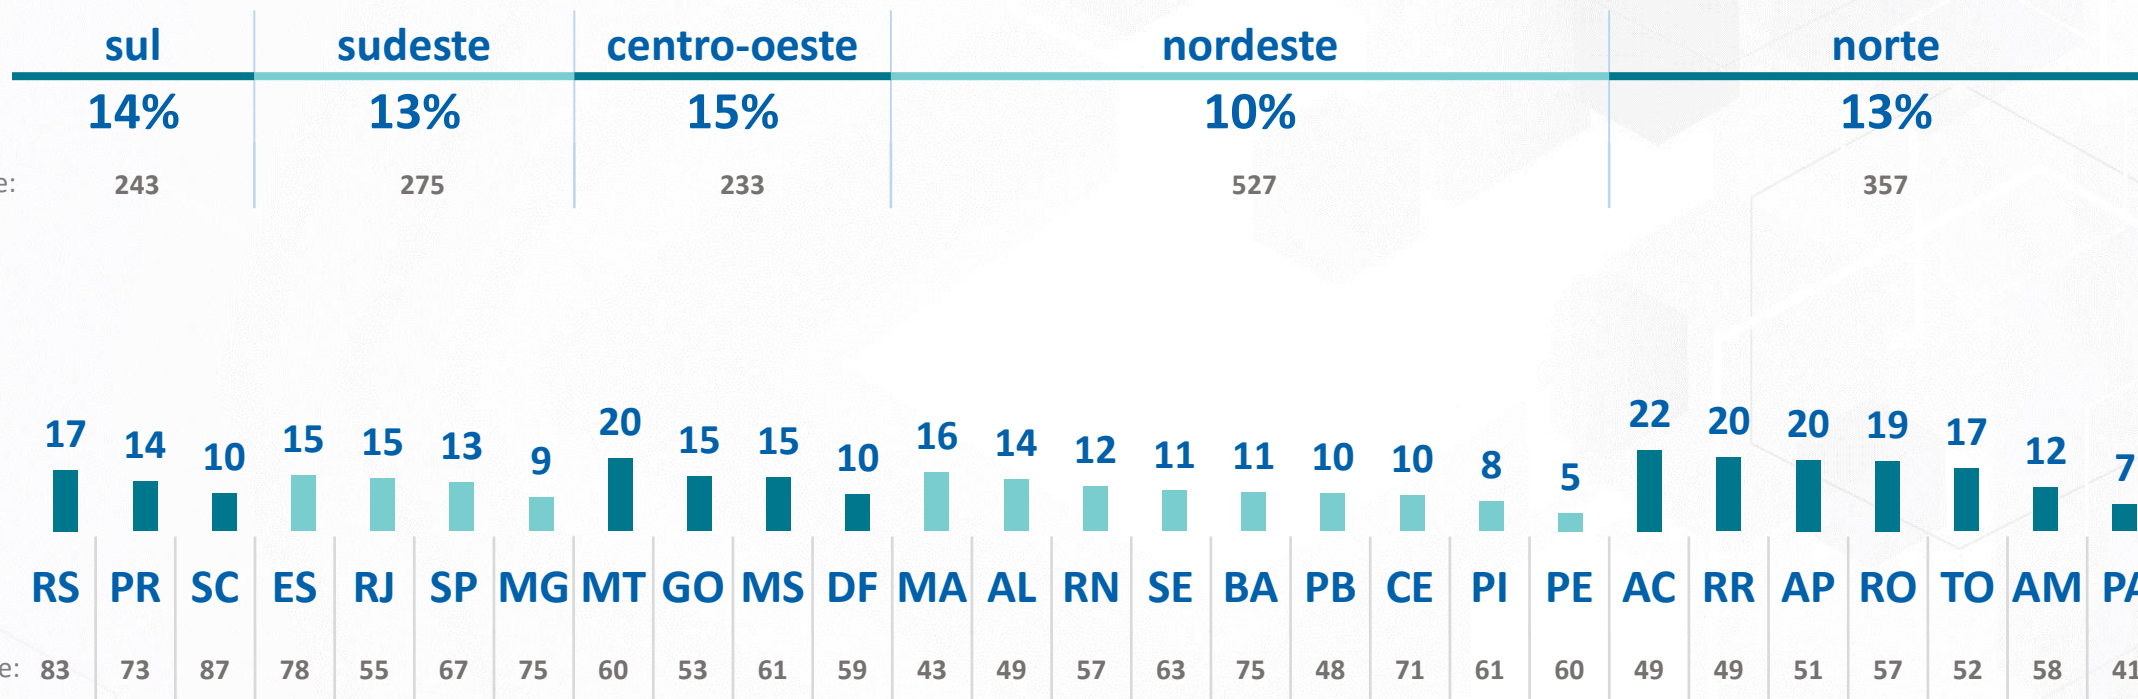 sul sudeste centro-oeste nordeste norte
14% 13% 15% 10% 13%
243 275 233 527 357
17 14 10 15 15 13 9 20 15 15 10 16 14 12 11 11 10 10 8 5 22 20 20 19 17 12 7
RS PR SC ES RJ SP MG MT GO MS DF MA AL RN SE BA PB CE PI PE AC RR AP RO TO AM PA
83 73 87 78 55 67 75 60 53 61 59 43 49 57 63 75 48 71 61 60 49 49 51 57 52 58 41